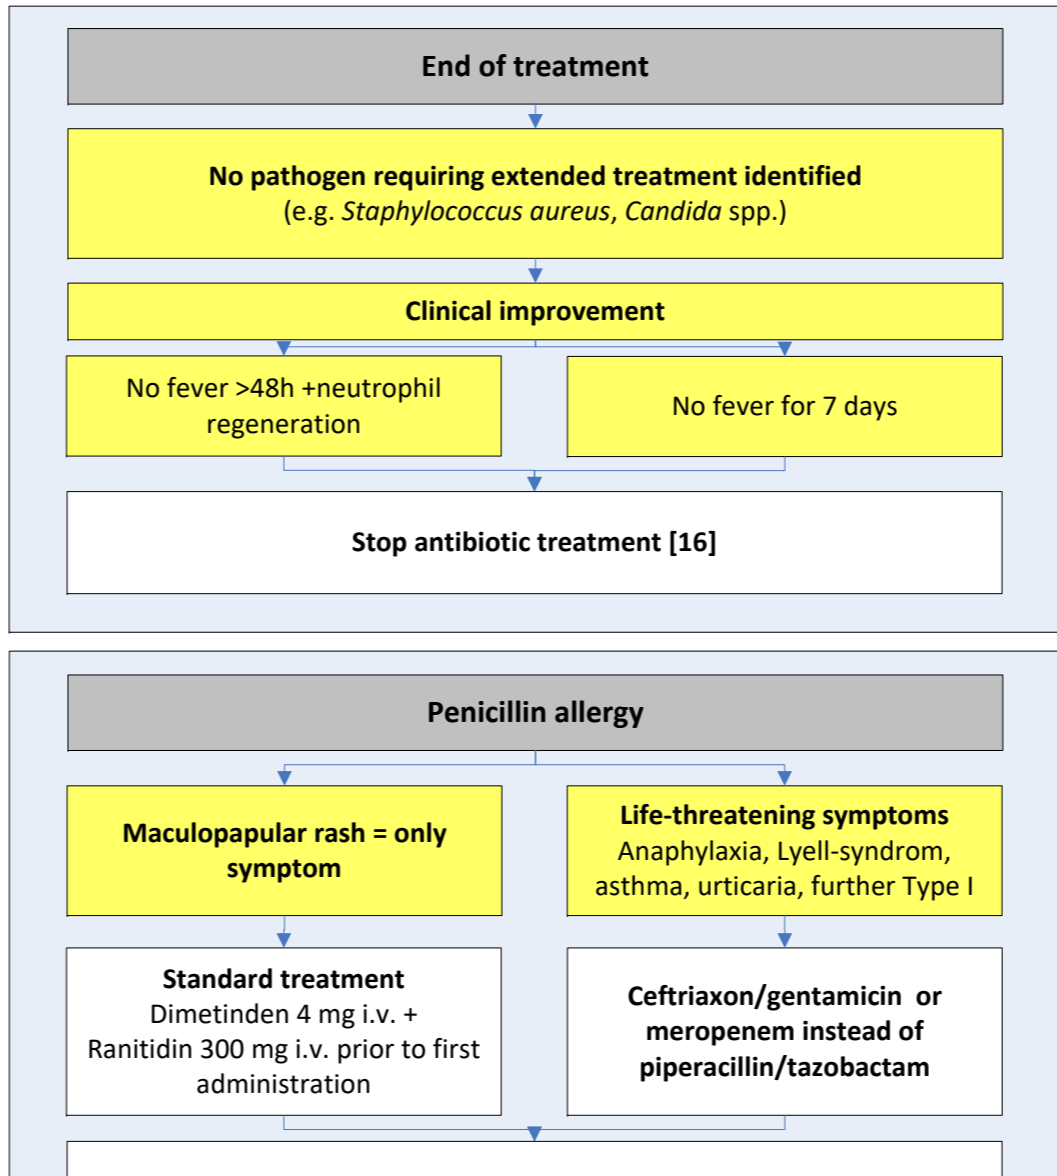 End of treatment
No pathogen requiring extended treatment identified
(e.g. Staphylococcus aureus, Candida spp.)
Clinical improvement
No fever >48h +neutrophil
regeneration
No fever for 7 days
Stop antibiotic treatment [16]
Penicillin allergy
Maculopapular rash = only
symptom
Life-threatening symptoms
Anaphylaxia, Lyell-syndrom,
asthma, urticaria, further Type I
Standard treatment
Dimetinden 4 mg i.v. +
Ranitidin 300 mg i.v. prior to first
administration
Ceftriaxon/gentamicin or
meropenem instead of
piperacillin/tazobactam